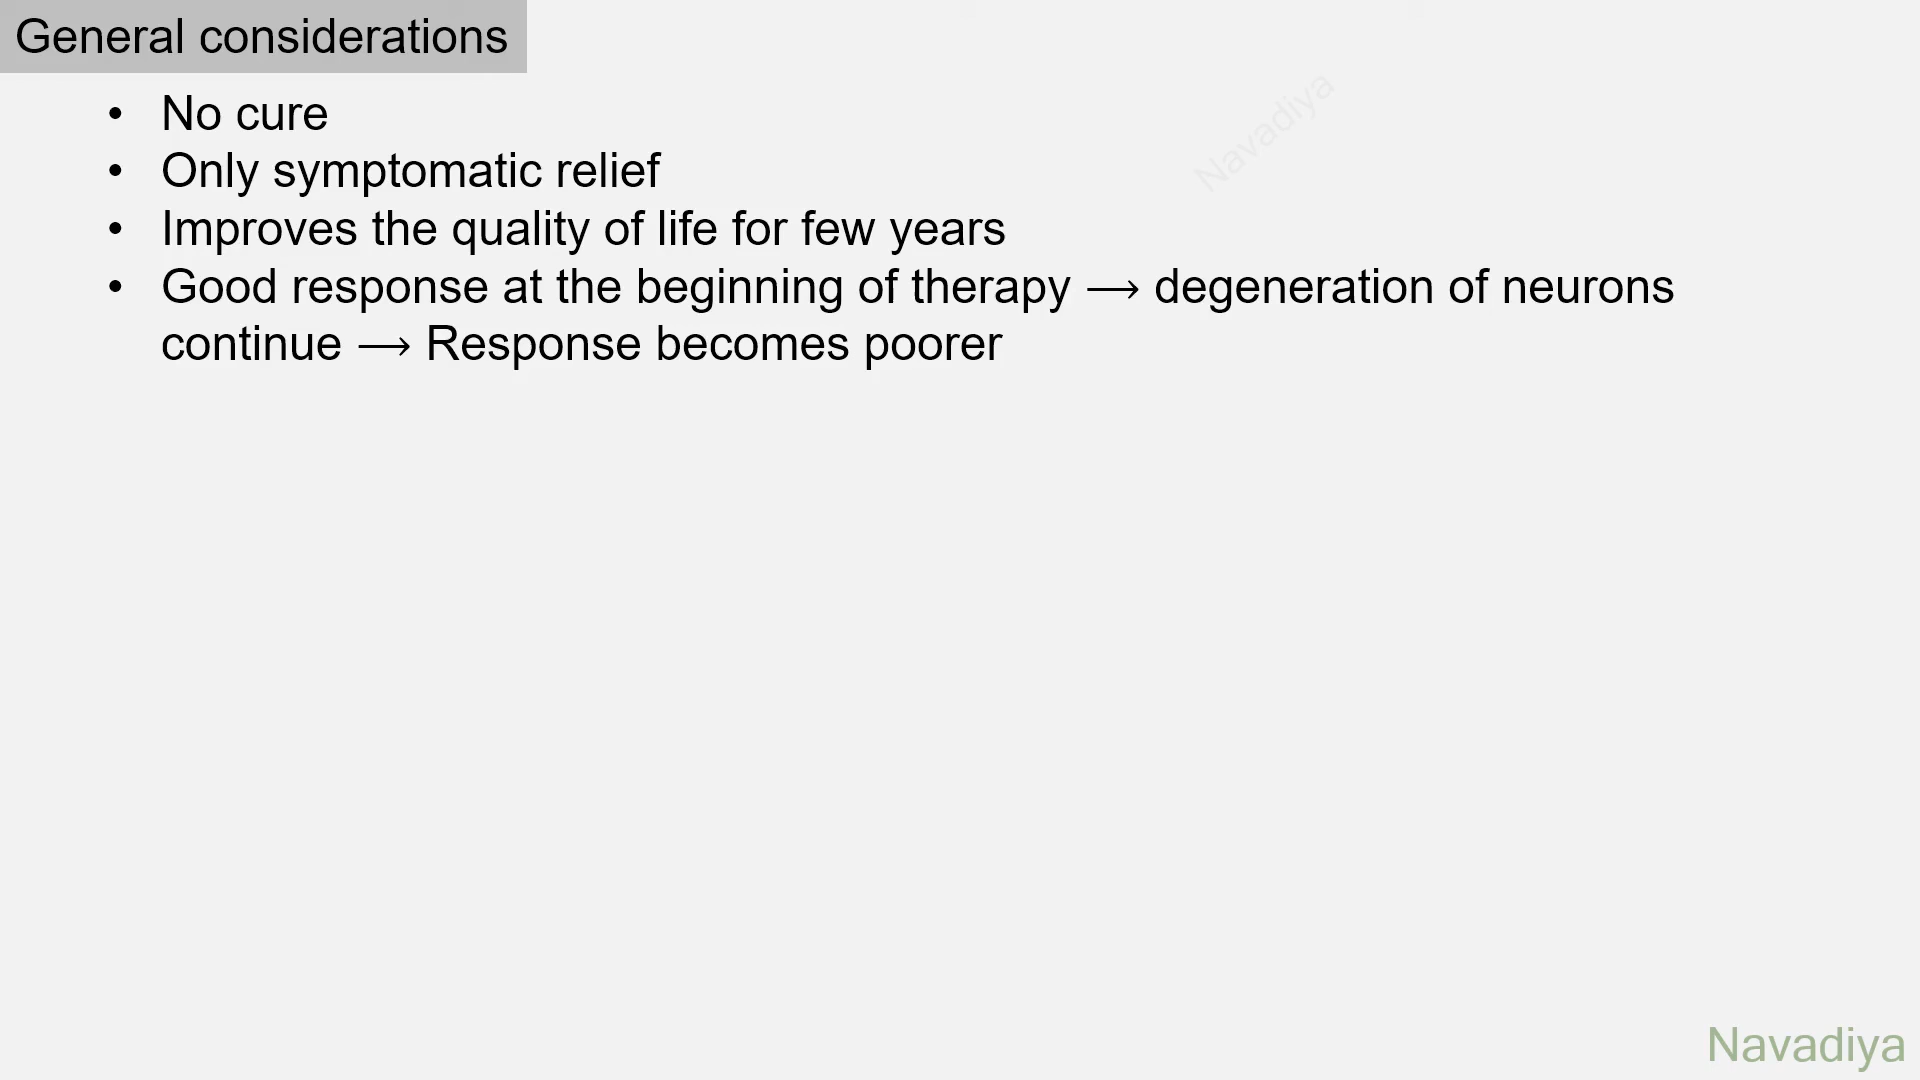 General considerations
• No cure
• Only symptomatic relief
• Improves the quality of life for few years
• Good response at the beginning of therapy ⟶ degeneration of neurons
continue ⟶ Response becomes poorer
Navadiya
Navadiya